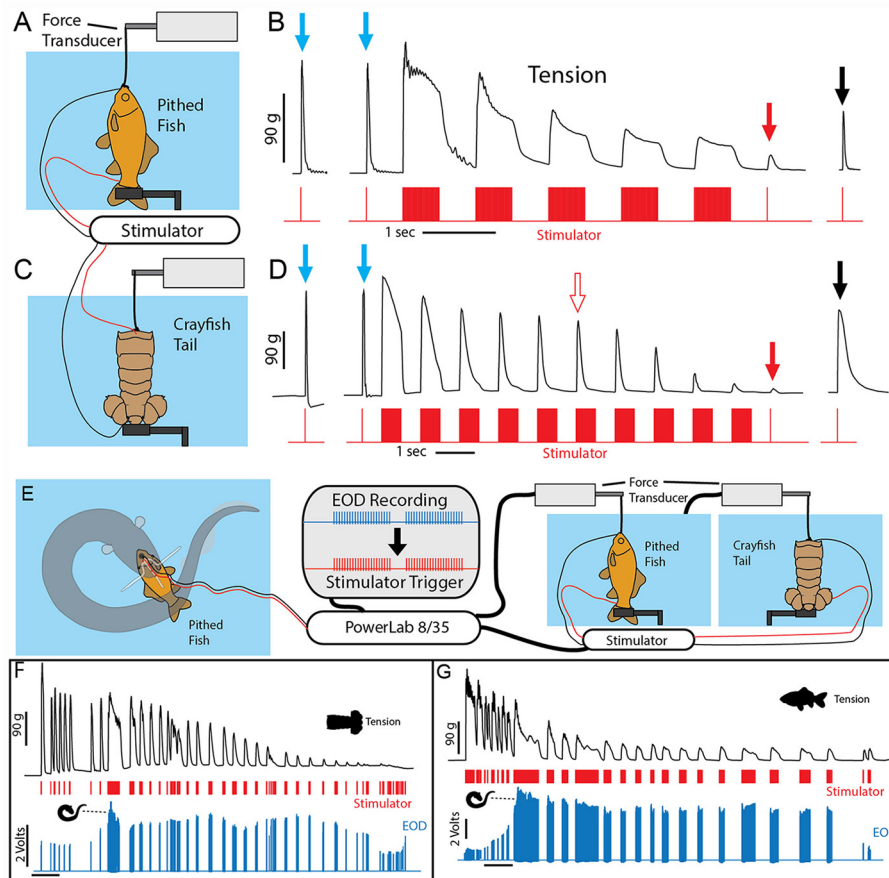 A
Force
Transducer
Pithed
Fish
Stimulator
B
Tension
90 g
1 sec
Stimulator
C
Crayfish
Tail
D
90 g
1 sec
Stimulator
E
Pithed
Fish
EOD Recording
Stimulator Trigger
PowerLab 8/35
Force
Transducer
Pithed
Fish
Crayfish
Tail
Stimulator
F
90 g
Tension
Stimulator
2 Volts
EOD
G
90 g
Tension
Stimulator
2 Volts
EO